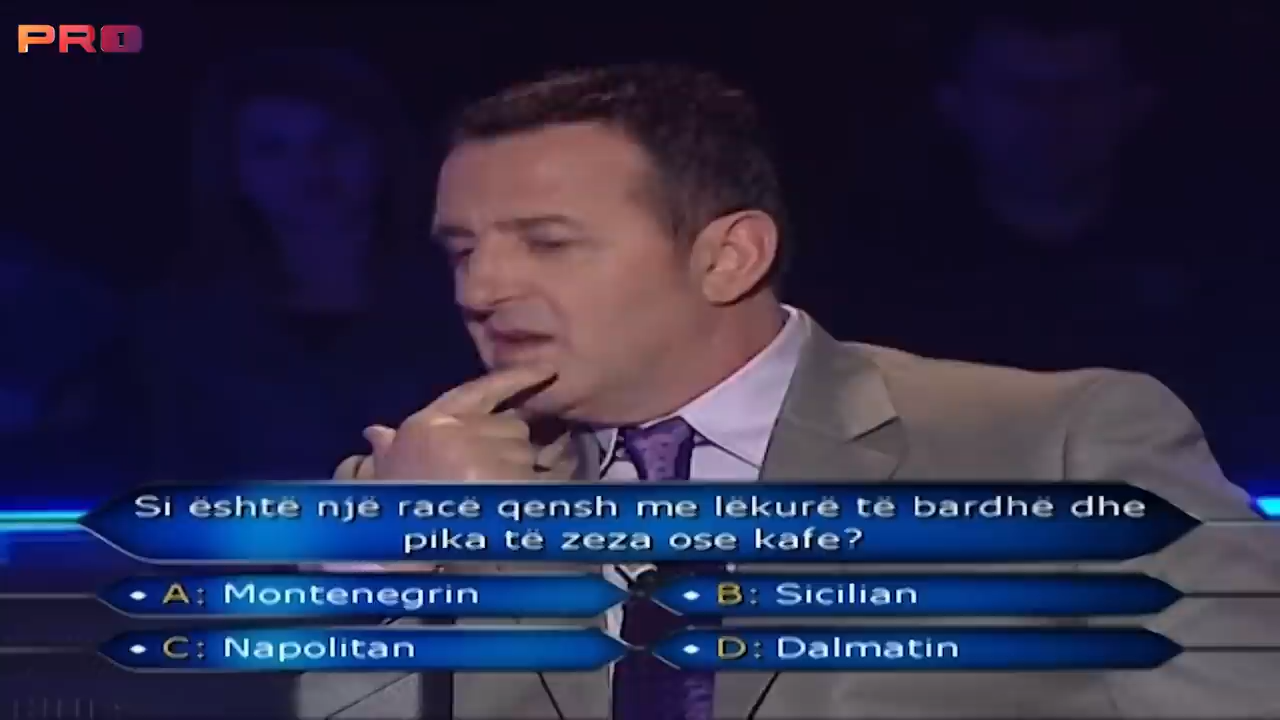 PRO1
Si është një racë qensh me lëkurë të bardhë dhe
pika të zeza ose kafe?
A: Montenegrin
B: Sicilian
C: Napolitan
D: Dalmatin